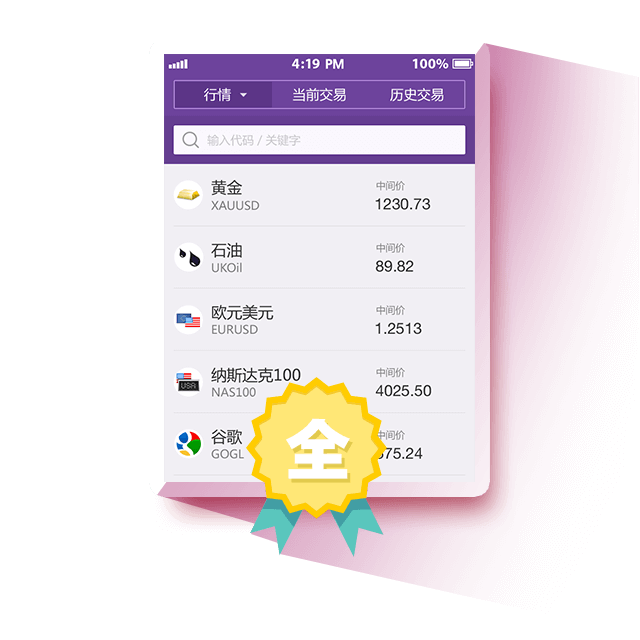 4:19 PM 100%
行情 当前交易 历史交易
输入代码 / 关键字
黄金 中间价
XAUUSD 1230.73
石油 中间价
UKOil 89.82
欧元美元 中间价
EURUSD 1.2513
纳斯达克100 中间价
NAS100 4025.50
USA
谷歌 中间价
GOGL 75.24
全